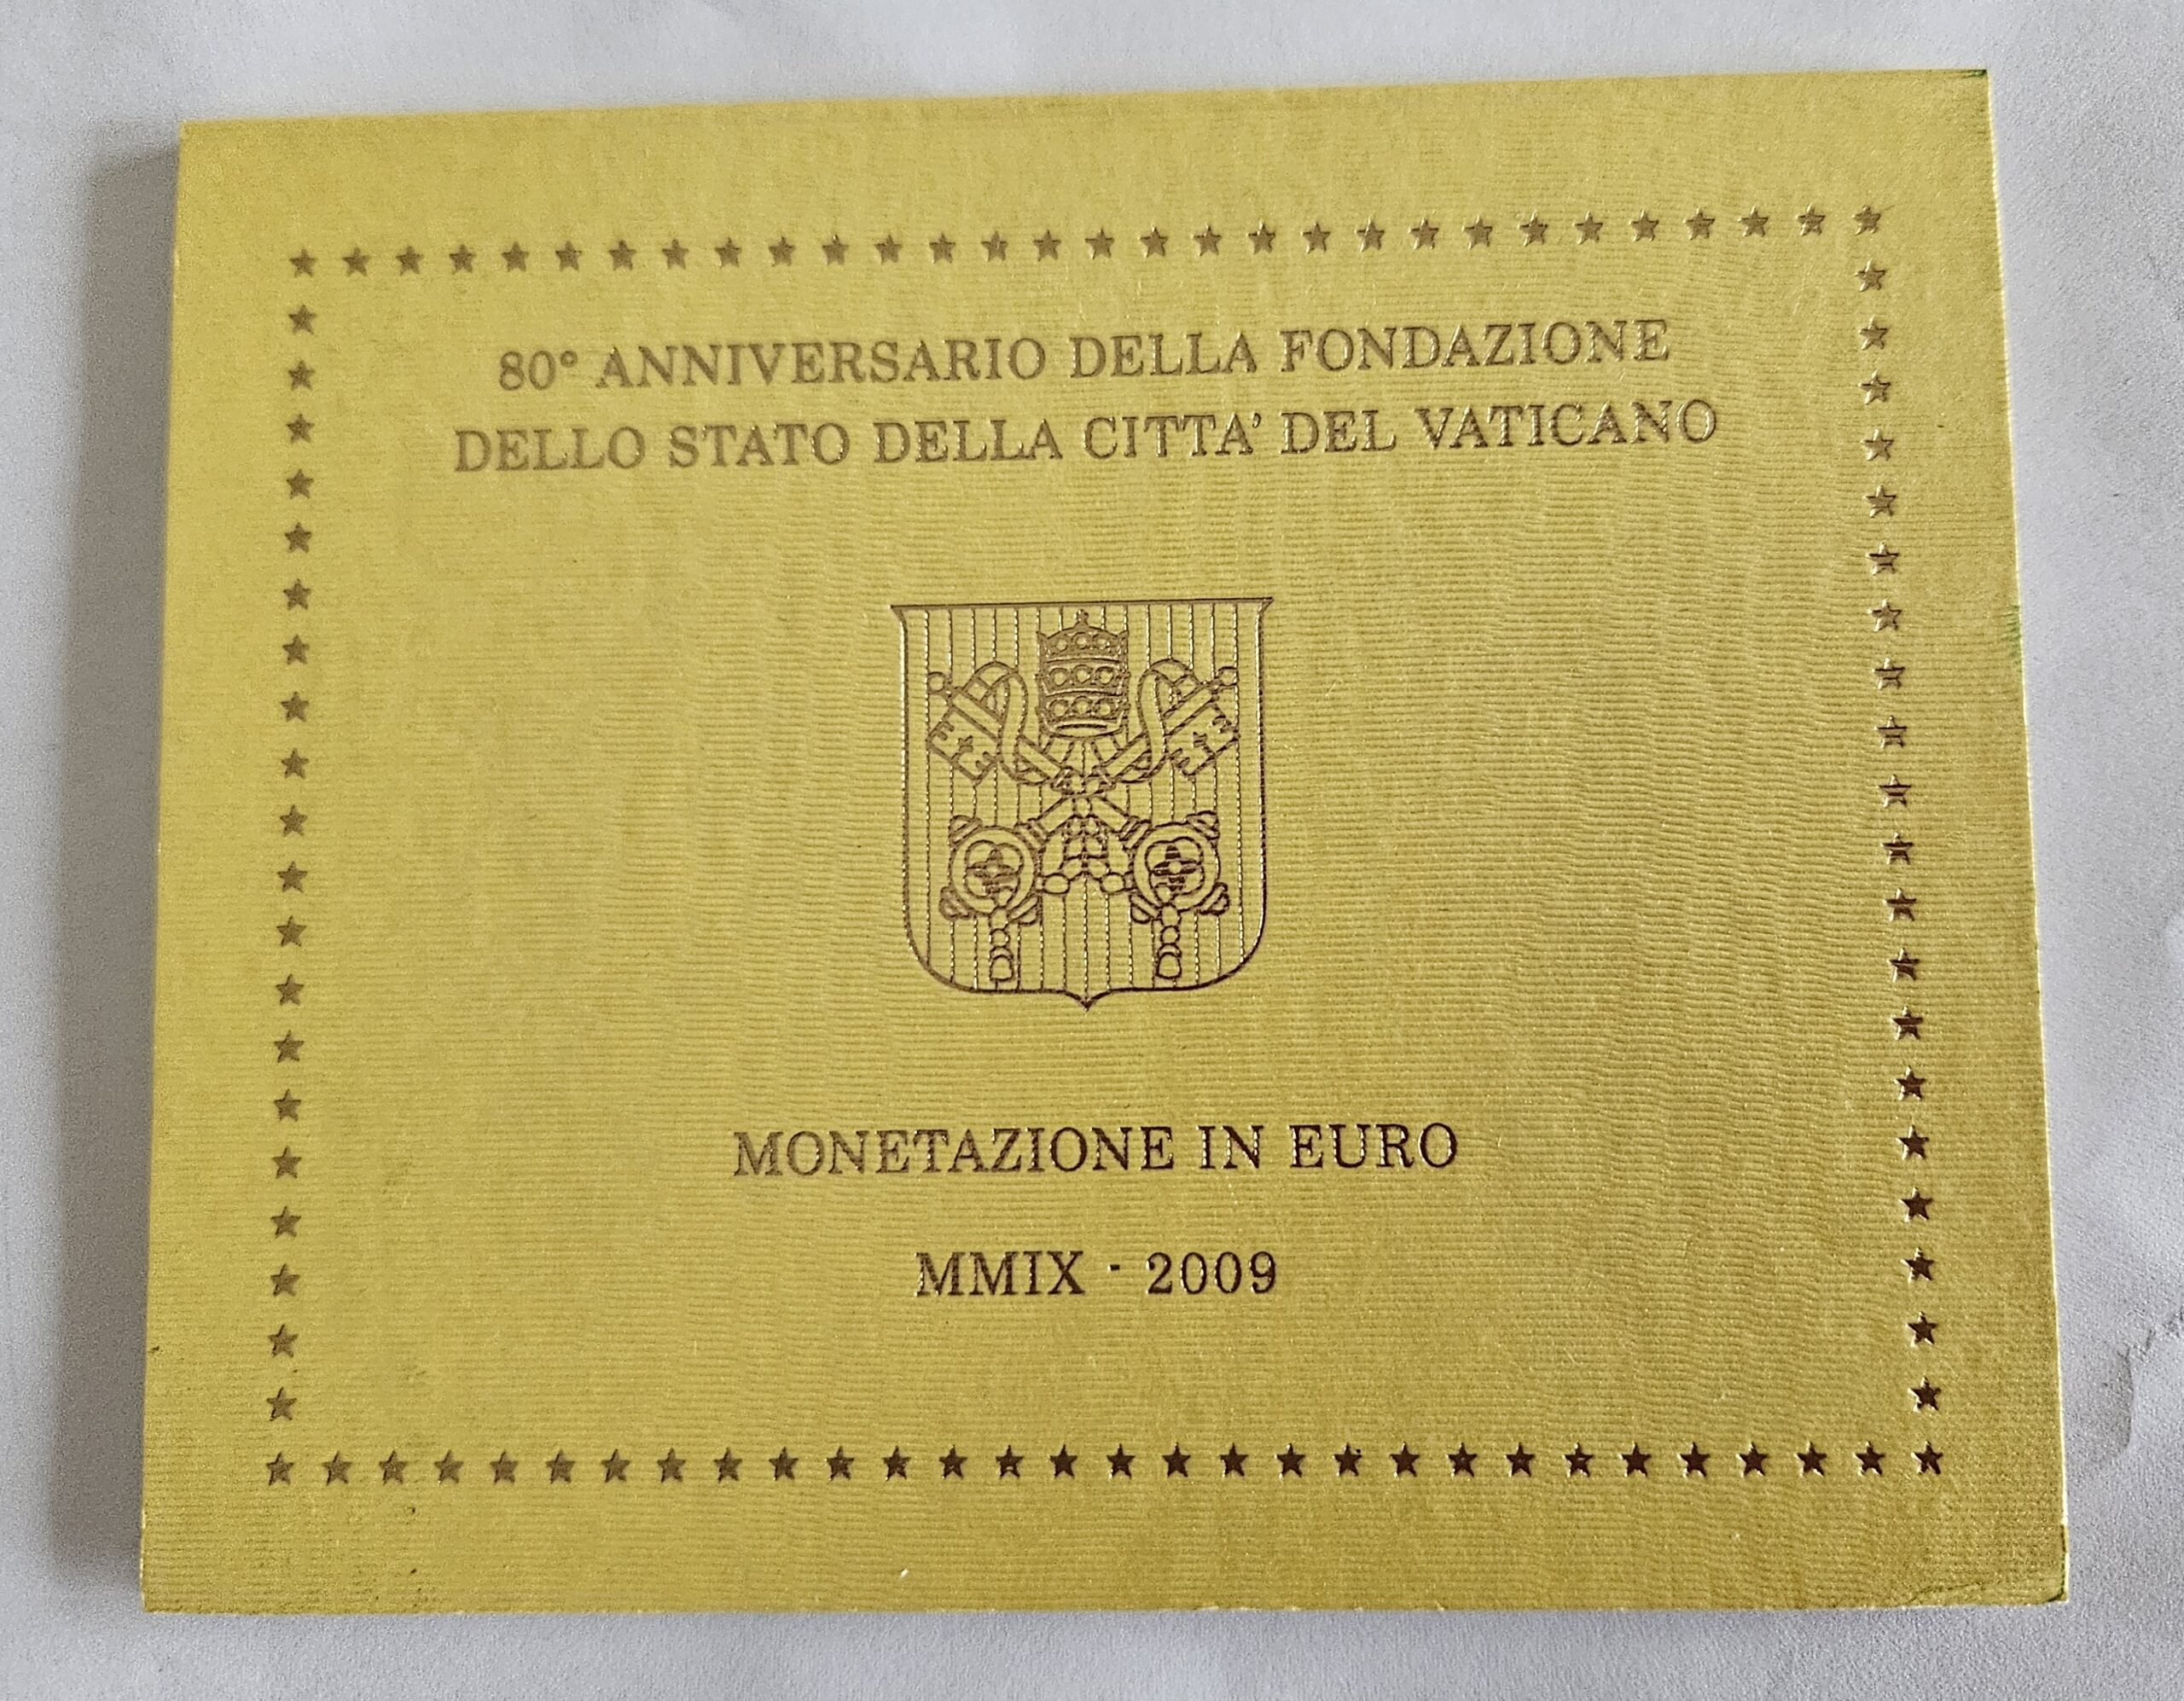 80° ANNIVERSARIO DELLA FONDAZIONE
DELLO STATO DELLA CITTA' DEL VATICANO
MONETAZIONE IN EURO
MMIX - 2009